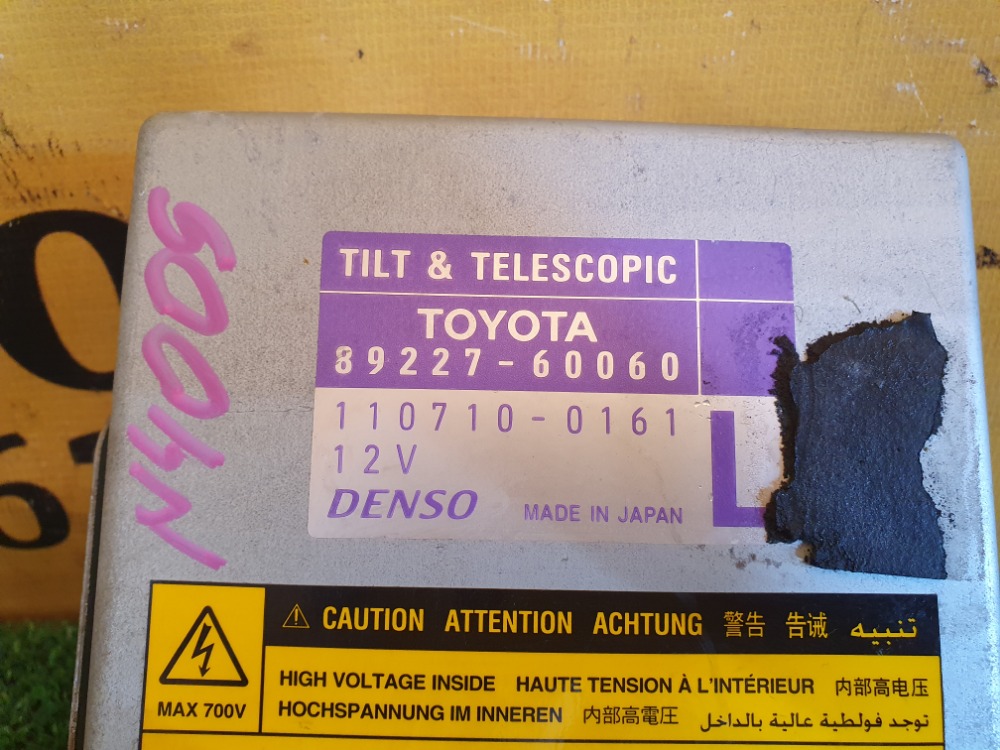 TILT & TELESCOPIC
TOYOTA
89227-60060
110710-0161
12V
DENSO MADE IN JAPAN
L
N4005
CAUTION ATTENTION ACHTUNG 警告 告诫 تنبيه
MAX 700V
HIGH VOLTAGE INSIDE HAUTE TENSION À L'INTÉRIEUR 内部高电压
HOCHSPANNUNG IM INNEREN 内部高電圧 توجد فولطية عالية بالداخل